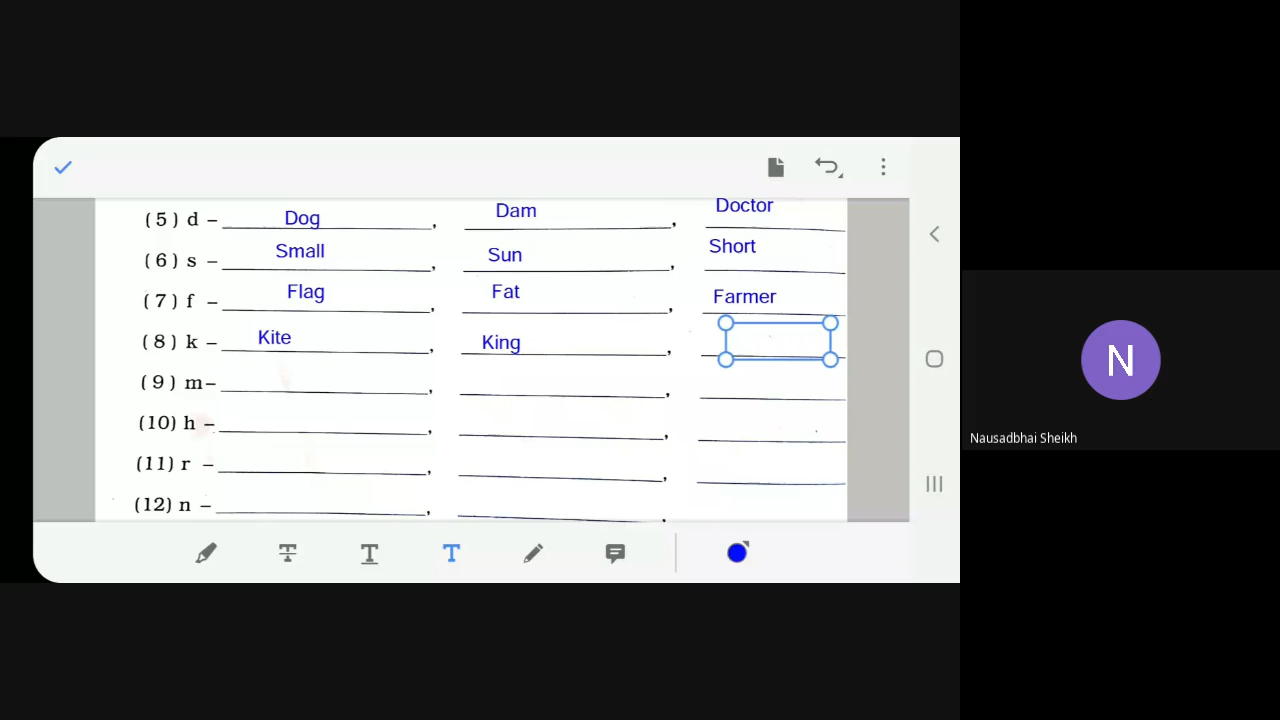 (5) d – Dog, Dam, Doctor
(6) s – Small, Sun, Short
(7) f – Flag, Fat, Farmer
(8) k – Kite, King,
(9) m–
(10) h –
(11) r –
(12) n –
N
Nausadbhai Sheikh